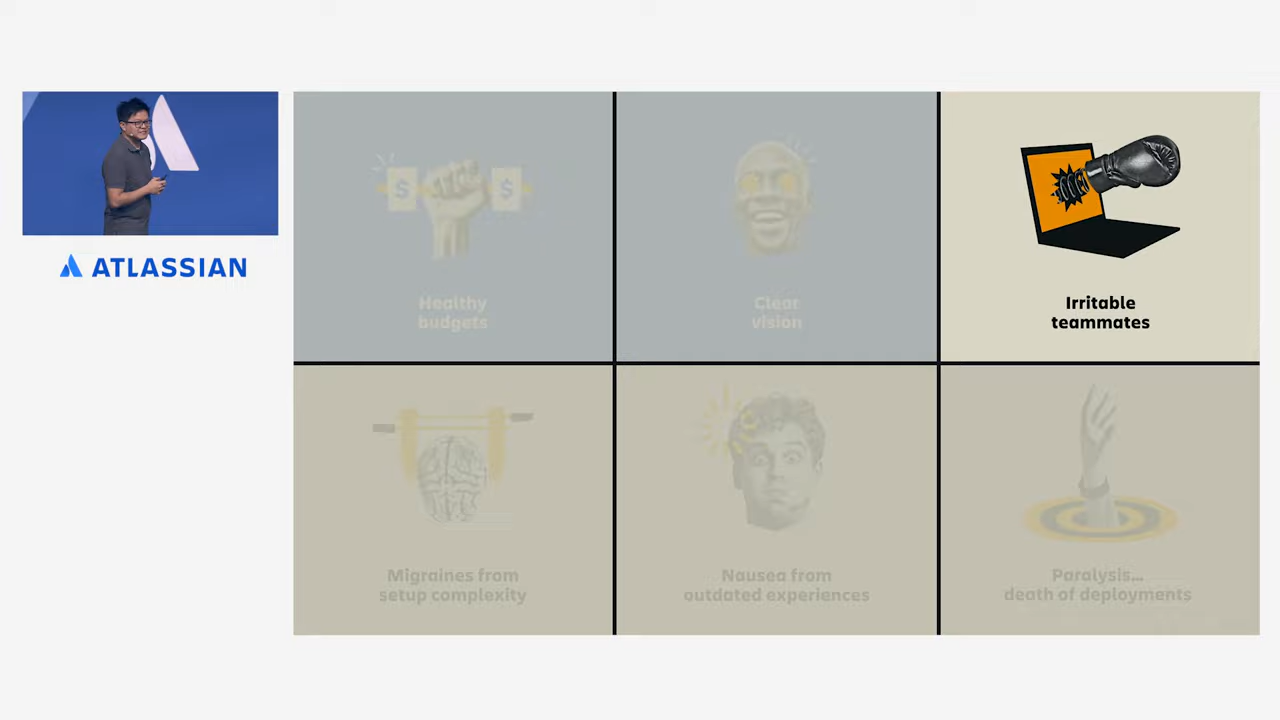 ATLASSIAN
$ $
Healthy
budgets
Clear
vision
Irritable
teammates
Migraines from
setup complexity
Nausea from
outdated experiences
Paralysis...
death of deployments